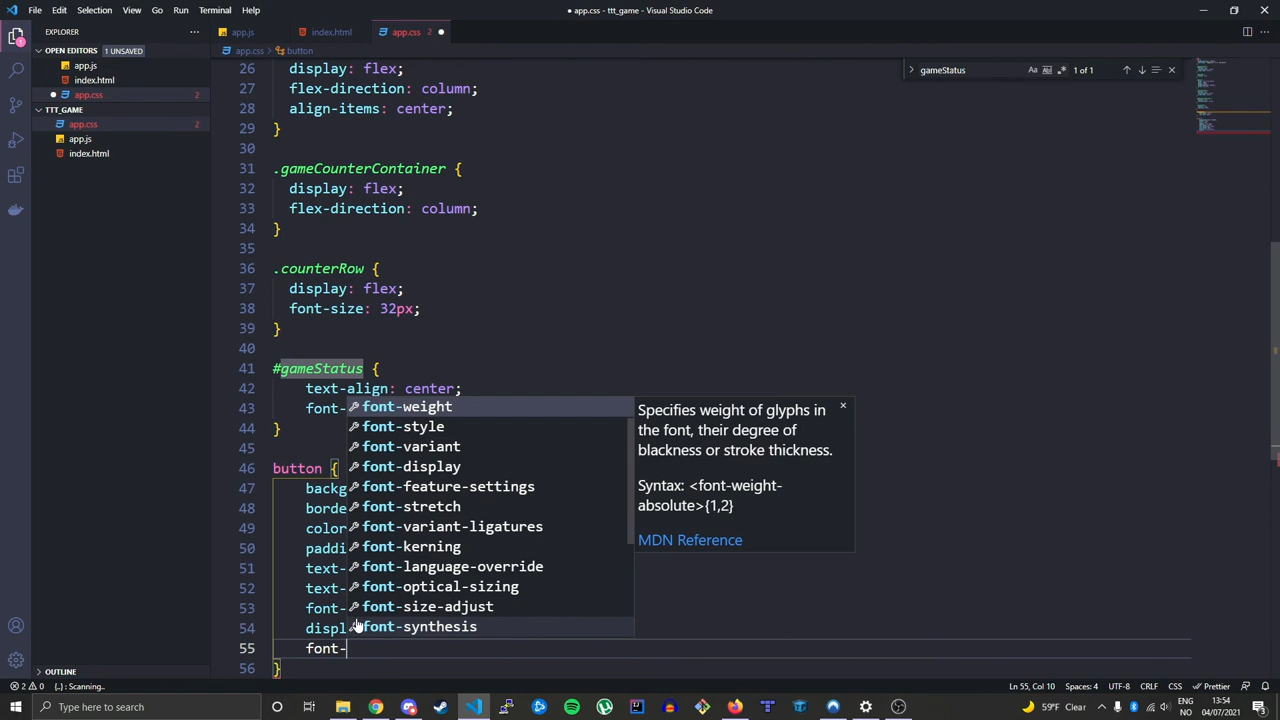 File Edit Selection View Go Run Terminal Help
● app.css - ttt_game - Visual Studio Code
EXPLORER
OPEN EDITORS 1 UNSAVED
app.js
index.html
app.css 2
TTT_GAME
app.css 2
app.js
index.html
OUTLINE
app.js index.html app.css 2 ●
app.css > button
gameStatus Aa 1 of 1
26 display: flex;
27 flex-direction: column;
28 align-items: center;
29 }
30
31 .gameCounterContainer {
32 display: flex;
33 flex-direction: column;
34 }
35
36 .counterRow {
37 display: flex;
38 font-size: 32px;
39 }
40
41 #gameStatus {
42 text-align: center;
43 font-
44 }
45
46 button {
47 backg
48 borde
49 color
50 paddi
51 text-
52 text-
53 font-
54 displ
55 font-
56 }
font-weight
font-style
font-variant
font-display
font-feature-settings
font-stretch
font-variant-ligatures
font-kerning
font-language-override
font-optical-sizing
font-size-adjust
font-synthesis
Specifies weight of glyphs in
the font, their degree of
blackness or stroke thickness.
Syntax: <font-weight-
absolute>{1,2}
MDN Reference
2 0 {.} : Scanning..
Ln 55, Col 10 Spaces: 4 UTF-8 CRLF CSS Prettier
Type here to search
59°F Clear
ENG
NO
13:54
04/07/2021